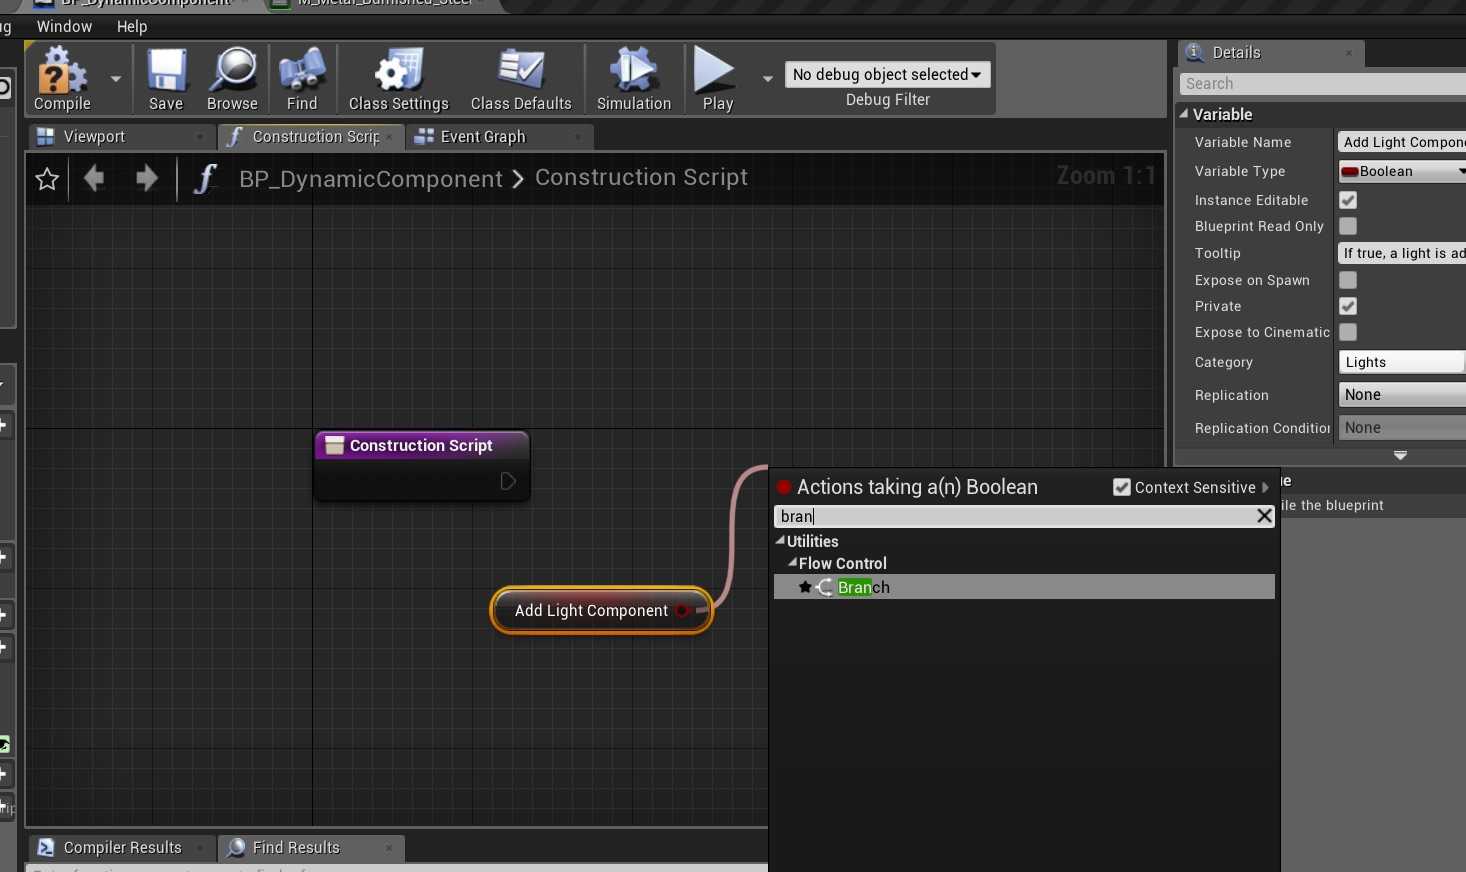 BP_DynamicComponent
M_Metal_Burnished_Steel
Window Help
Compile Save Browse Find Class Settings Class Defaults Simulation Play
No debug object selected
Debug Filter
Viewport Construction Scrip Event Graph
BP_DynamicComponent > Construction Script
Zoom 1:1
Construction Script
Add Light Component
Actions taking a(n) Boolean
Context Sensitive
bran
Utilities
Flow Control
Branch
Compiler Results Find Results
Details
Search
Variable
Variable Name Add Light Compone
Variable Type Boolean
Instance Editable
Blueprint Read Only
Tooltip If true, a light is ad
Expose on Spawn
Private
Expose to Cinematic
Category Lights
Replication None
Replication Condition None
ue
ile the blueprint